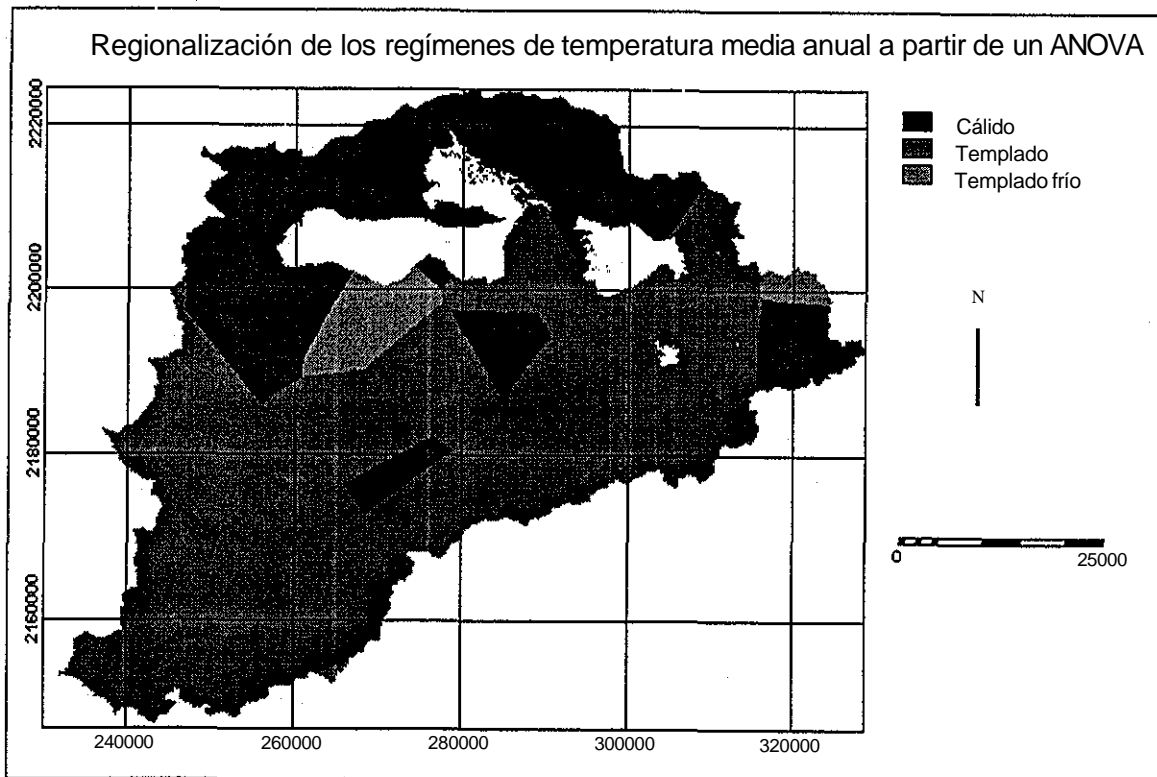 Regionalización de los regímenes de temperatura media anual a partir de un ANOVA
2220000
2200000
2180000
2160000
240000
260000
280000
300000
320000
Cálido
Templado
Templado frío
N
0
25000